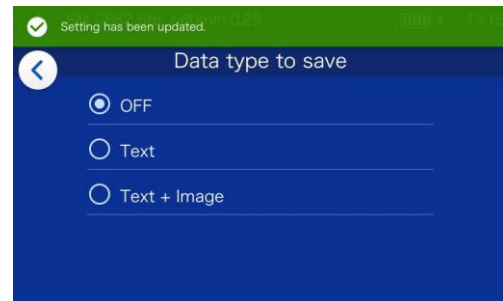 Setting has been updated.
Data type to save
OFF
Text
Text + Image